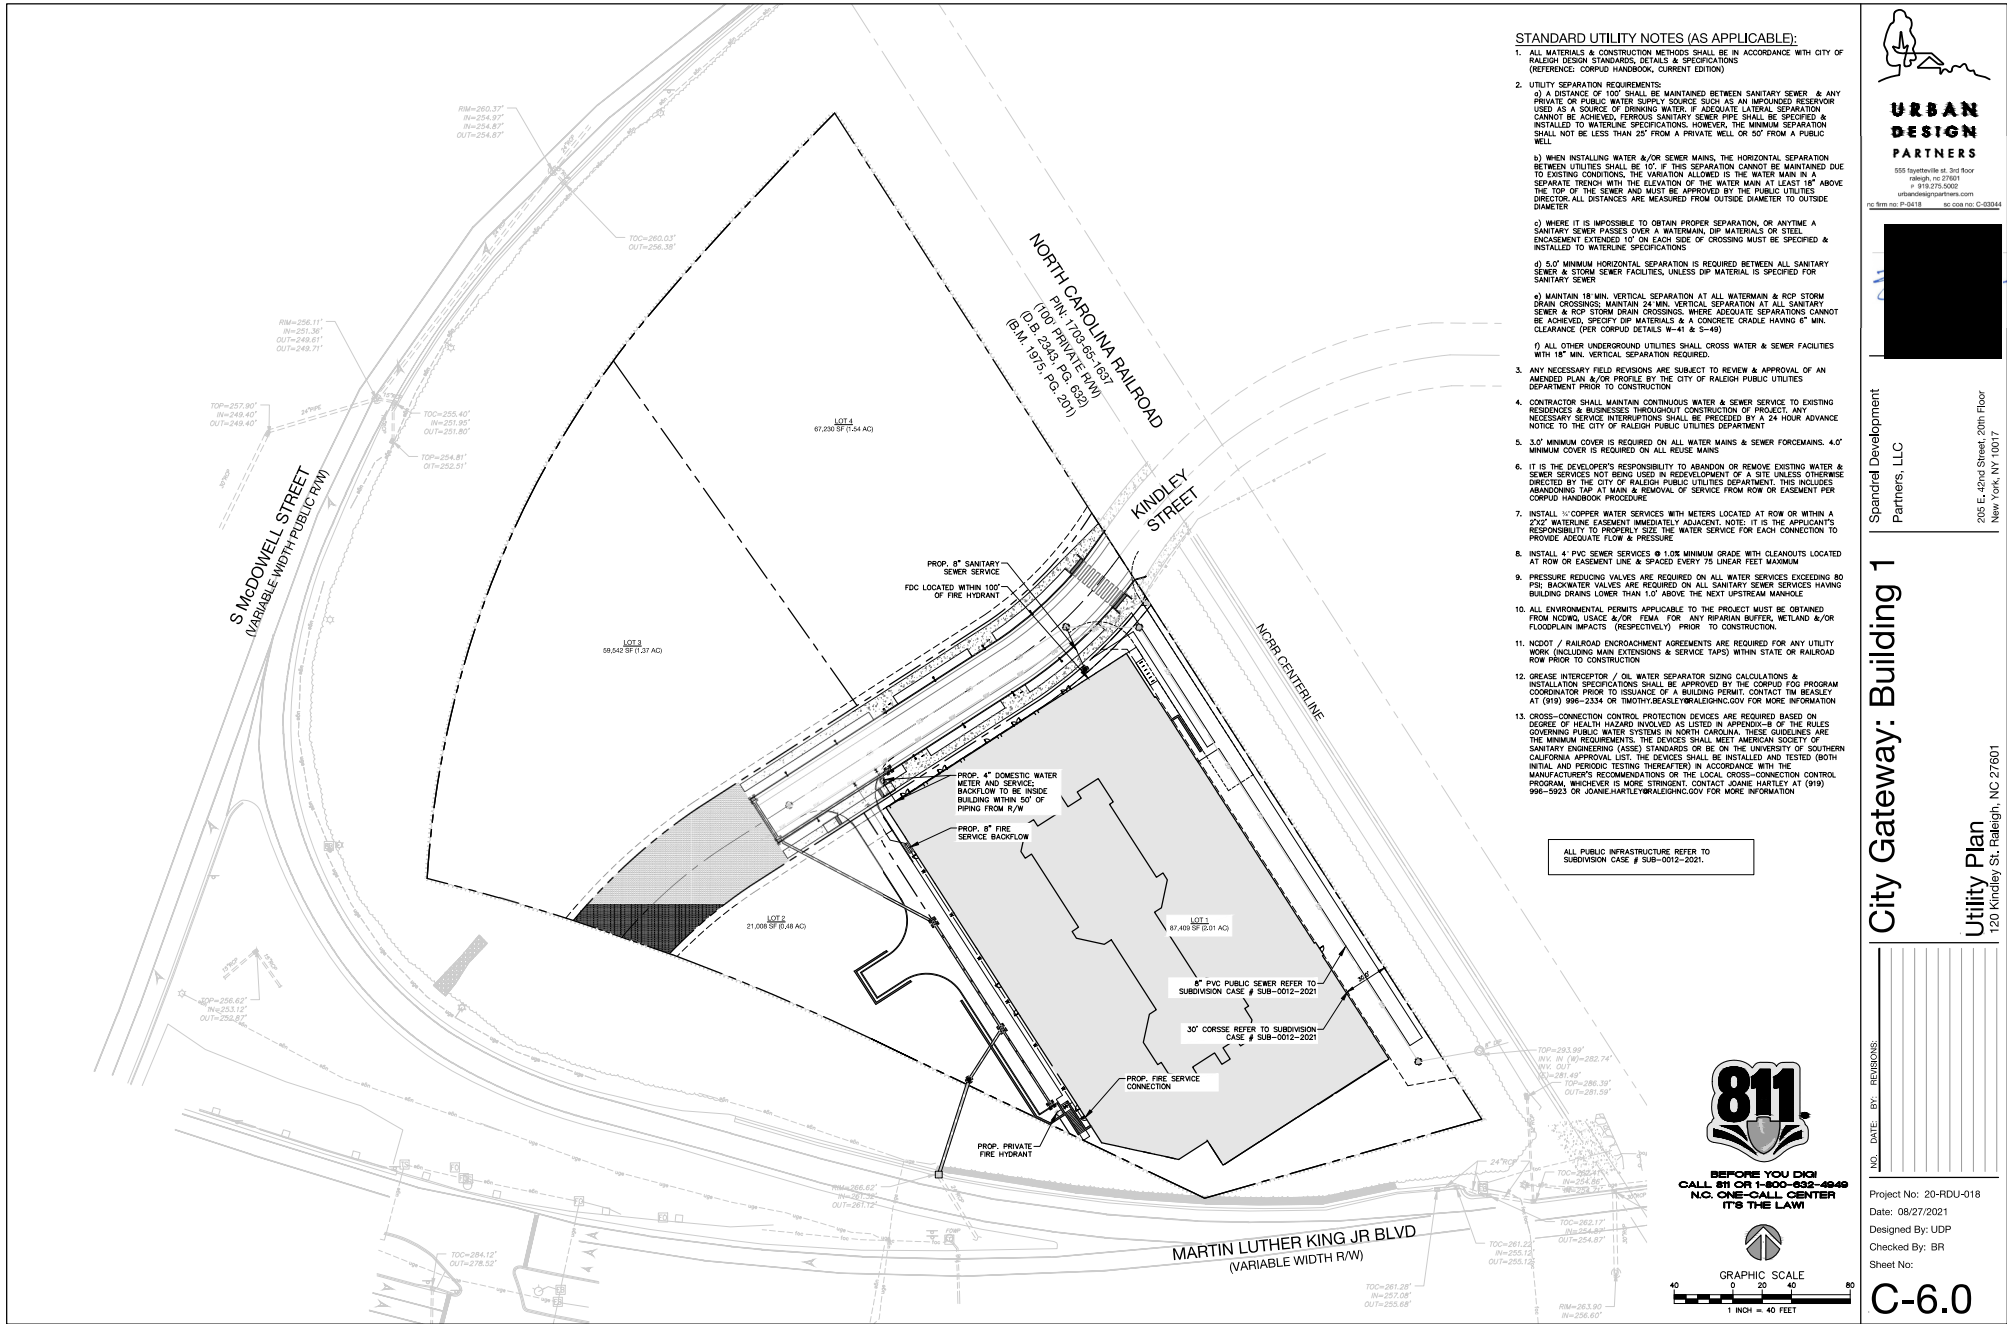 STANDARD UTILITY NOTES (AS APPLICABLE):
1. ALL MATERIALS & CONSTRUCTION METHODS SHALL BE IN ACCORDANCE WITH CITY OF
RALEIGH DESIGN STANDARDS, DETAILS & SPECIFICATIONS
(REFERENCE: CORPUD HANDBOOK, CURRENT EDITION)
2. UTILITY SEPARATION REQUIREMENTS:
a) A DISTANCE OF 100' SHALL BE MAINTAINED BETWEEN SANITARY SEWER & ANY
PRIVATE OR PUBLIC WATER SUPPLY SOURCE SUCH AS AN IMPOUNDED RESERVOIR
USED AS A SOURCE OF DRINKING WATER. IF ADEQUATE LATERAL SEPARATION
CANNOT BE ACHIEVED, FERROUS SANITARY SEWER PIPE SHALL BE SPECIFIED &
INSTALLED TO WATERLINE SPECIFICATIONS. HOWEVER, THE MINIMUM SEPARATION
SHALL NOT BE LESS THAN 25' FROM A PRIVATE WELL OR 50' FROM A PUBLIC
WELL
b) WHEN INSTALLING WATER &/OR SEWER MAINS, THE HORIZONTAL SEPARATION
BETWEEN UTILITIES SHALL BE 10'. IF THIS SEPARATION CANNOT BE MAINTAINED DUE
TO EXISTING CONDITIONS, THE VARIATION ALLOWED IS THE WATER MAIN IN A
SEPARATE TRENCH WITH THE ELEVATION OF THE WATER MAIN AT LEAST 18" ABOVE
THE TOP OF THE SEWER AND MUST BE APPROVED BY THE PUBLIC UTILITIES
DIRECTOR. ALL DISTANCES ARE MEASURED FROM OUTSIDE DIAMETER TO OUTSIDE
DIAMETER
c) WHERE IT IS IMPOSSIBLE TO OBTAIN PROPER SEPARATION, OR ANYTIME A
SANITARY SEWER PASSES OVER A WATERMAIN, DIP MATERIALS OR STEEL
ENCASEMENT EXTENDED 10' ON EACH SIDE OF CROSSING MUST BE SPECIFIED &
INSTALLED TO WATERLINE SPECIFICATIONS
d) 5.0' MINIMUM HORIZONTAL SEPARATION IS REQUIRED BETWEEN ALL SANITARY
SEWER & STORM SEWER FACILITIES, UNLESS DIP MATERIAL IS SPECIFIED FOR
SANITARY SEWER
e) MAINTAIN 18" MIN. VERTICAL SEPARATION AT ALL WATERMAIN & RCP STORM
DRAIN CROSSINGS; MAINTAIN 24" MIN. VERTICAL SEPARATION AT ALL SANITARY
SEWER & RCP STORM DRAIN CROSSINGS. WHERE ADEQUATE SEPARATIONS CANNOT
BE ACHIEVED, SPECIFY DIP MATERIALS & A CONCRETE CRADLE HAVING 6" MIN.
CLEARANCE (PER CORPUD DETAILS W-41 & S-49)
f) ALL OTHER UNDERGROUND UTILITIES SHALL CROSS WATER & SEWER FACILITIES
WITH 18" MIN. VERTICAL SEPARATION REQUIRED.
3. ANY NECESSARY FIELD REVISIONS ARE SUBJECT TO REVIEW & APPROVAL OF AN
AMENDED PLAN &/OR PROFILE BY THE CITY OF RALEIGH PUBLIC UTILITIES
DEPARTMENT PRIOR TO CONSTRUCTION
4. CONTRACTOR SHALL MAINTAIN CONTINUOUS WATER & SEWER SERVICE TO EXISTING
RESIDENCES & BUSINESSES THROUGHOUT CONSTRUCTION OF PROJECT. ANY
NECESSARY SERVICE INTERRUPTIONS SHALL BE PRECEDED BY A 24 HOUR ADVANCE
NOTICE TO THE CITY OF RALEIGH PUBLIC UTILITIES DEPARTMENT
5. 3.0' MINIMUM COVER IS REQUIRED ON ALL WATER MAINS & SEWER FORCEMAINS. 4.0'
MINIMUM COVER IS REQUIRED ON ALL REUSE MAINS
6. IT IS THE DEVELOPER'S RESPONSIBILITY TO ABANDON OR REMOVE EXISTING WATER &
SEWER SERVICES NOT BEING USED IN REDEVELOPMENT OF A SITE UNLESS OTHERWISE
DIRECTED BY THE CITY OF RALEIGH PUBLIC UTILITIES DEPARTMENT. THIS INCLUDES
ABANDONING TAP AT MAIN & REMOVAL OF SERVICE FROM ROW OR EASEMENT PER
CORPUD HANDBOOK PROCEDURE
7. INSTALL ¾" COPPER WATER SERVICES WITH METERS LOCATED AT ROW OR WITHIN A
2'X2' WATERLINE EASEMENT IMMEDIATELY ADJACENT. NOTE: IT IS THE APPLICANT'S
RESPONSIBILITY TO PROPERLY SIZE THE WATER SERVICE FOR EACH CONNECTION TO
PROVIDE ADEQUATE FLOW & PRESSURE
8. INSTALL 4" PVC SEWER SERVICES @ 1.0% MINIMUM GRADE WITH CLEANOUTS LOCATED
AT ROW OR EASEMENT LINE & SPACED EVERY 75 LINEAR FEET MAXIMUM
9. PRESSURE REDUCING VALVES ARE REQUIRED ON ALL WATER SERVICES EXCEEDING 80
PSI; BACKWATER VALVES ARE REQUIRED ON ALL SANITARY SEWER SERVICES HAVING
BUILDING DRAINS LOWER THAN 1.0' ABOVE THE NEXT UPSTREAM MANHOLE
10. ALL ENVIRONMENTAL PERMITS APPLICABLE TO THE PROJECT MUST BE OBTAINED
FROM NCDWQ, USACE &/OR FEMA FOR ANY RIPARIAN BUFFER, WETLAND &/OR
FLOODPLAIN IMPACTS (RESPECTIVELY) PRIOR TO CONSTRUCTION.
11. NCDOT / RAILROAD ENCROACHMENT AGREEMENTS ARE REQUIRED FOR ANY UTILITY
WORK (INCLUDING MAIN EXTENSIONS & SERVICE TAPS) WITHIN STATE OR RAILROAD
ROW PRIOR TO CONSTRUCTION
12. GREASE INTERCEPTOR / OIL WATER SEPARATOR SIZING CALCULATIONS &
INSTALLATION SPECIFICATIONS SHALL BE APPROVED BY THE CORPUD FOG PROGRAM
COORDINATOR PRIOR TO ISSUANCE OF A BUILDING PERMIT. CONTACT TIM BEASLEY
AT (919) 996-2334 OR TIMOTHY.BEASLEY@RALEIGHNC.GOV FOR MORE INFORMATION
13. CROSS-CONNECTION CONTROL PROTECTION DEVICES ARE REQUIRED BASED ON
DEGREE OF HEALTH HAZARD INVOLVED AS LISTED IN APPENDIX-B OF THE RULES
GOVERNING PUBLIC WATER SYSTEMS IN NORTH CAROLINA. THESE GUIDELINES ARE
THE MINIMUM REQUIREMENTS. THE DEVICES SHALL MEET AMERICAN SOCIETY OF
SANITARY ENGINEERING (ASSE) STANDARDS OR BE ON THE UNIVERSITY OF SOUTHERN
CALIFORNIA APPROVAL LIST. THE DEVICES SHALL BE INSTALLED AND TESTED (BOTH
INITIAL AND PERIODIC TESTING THEREAFTER) IN ACCORDANCE WITH THE
MANUFACTURER'S RECOMMENDATIONS OR THE LOCAL CROSS-CONNECTION CONTROL
PROGRAM, WHICHEVER IS MORE STRINGENT. CONTACT JOANIE HARTLEY AT (919)
996-5923 OR JOANIE.HARTLEY@RALEIGHNC.GOV FOR MORE INFORMATION
ALL PUBLIC INFRASTRUCTURE REFER TO
SUBDIVISION CASE # SUB-0012-2021.
RIM=260.37'
IN=254.97'
IN=254.87'
OUT=254.67'
24"RCP
TOC=260.03'
OUT=256.38'
RIM=256.11'
IN=251.36'
OUT=249.61'
OUT=249.71'
TOP=257.90'
IN=249.40'
OUT=249.40'
24"PIPE
TOC=255.40'
IN=251.95'
OUT=251.80'
TOP=254.81'
OIT=252.51'
30"RCP
S McDOWELL STREET
(VARIABLE WIDTH PUBLIC R/W)
NORTH CAROLINA RAILROAD
PIN: 1703-65-1637
(100' PRIVATE R/W)
(D.B. 2343, PG. 632)
(B.M. 1975, PG. 201)
LOT 4
67,230 SF (1.54 AC)
KINDLEY
STREET
PROP. 8" SANITARY
SEWER SERVICE
FDC LOCATED WITHIN 100'
OF FIRE HYDRANT
LOT 3
59,542 SF (1.37 AC)
NCRR CENTERLINE
PROP. 4" DOMESTIC WATER
METER AND SERVICE;
BACKFLOW TO BE INSIDE
BUILDING WITHIN 50' OF
PIPING FROM R/W
PROP. 8" FIRE
SERVICE BACKFLOW
LOT 2
21,008 SF (0.48 AC)
LOT 1
87,409 SF (2.01 AC)
8" PVC PUBLIC SEWER REFER TO
SUBDIVISION CASE # SUB-0012-2021
30.0'
30' CORSSE REFER TO SUBDIVISION
CASE # SUB-0012-2021
PROP. FIRE SERVICE
CONNECTION
PROP. PRIVATE
FIRE HYDRANT
TOP=256.62'
IN=253.12'
OUT=252.87'
TOP=293.99'
INV. IN (W)=282.74'
INV. OUT
TOP=286.39'
OUT=281.59'
24"RCP
RIM=266.62'
OUT=261.12'
TOC=284.12'
OUT=278.52'
TOC=262.17'
OUT=254.87'
TOC=261.22'
IN=255.12'
OUT=255.12'
TOC=261.28'
IN=257.08'
OUT=255.68'
RIM=263.90
IN=256.60'
MARTIN LUTHER KING JR BLVD
(VARIABLE WIDTH R/W)
811
BEFORE YOU DIG!
CALL 811 OR 1-800-632-4949
N.C. ONE-CALL CENTER
IT'S THE LAW!
GRAPHIC SCALE
40 0 20 40 80
1 INCH = 40 FEET
URBAN
DESIGN
PARTNERS
555 fayetteville st. 3rd floor
raleigh, nc 27601
P 919.275.5002
urbandesignpartners.com
nc firm no: P-0418 sc coa no: C-03044
Spandrel Development
Partners, LLC
205 E. 42nd Street, 20th Floor
New York, NY 10017
City Gateway: Building 1
Utility Plan
120 Kindley St. Raleigh, NC 27601
NO. DATE: BY: REVISIONS:
Project No: 20-RDU-018
Date: 08/27/2021
Designed By: UDP
Checked By: BR
Sheet No:
C-6.0